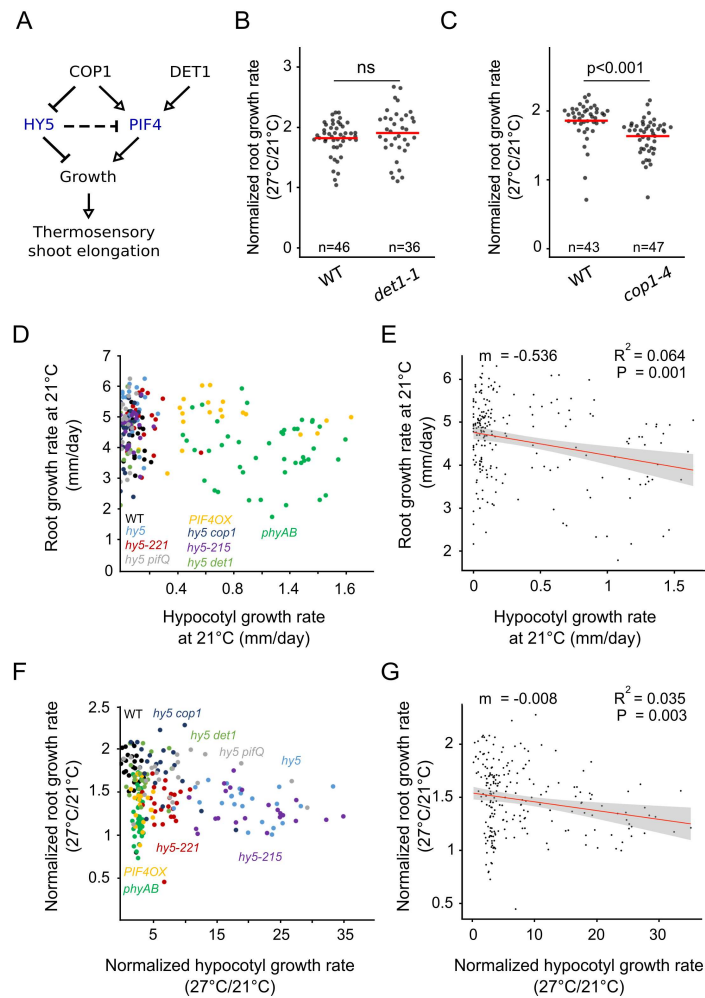 A
COP1 DET1
HY5 PIF4
Growth
Thermosensory
shoot elongation
B
Normalized root growth rate
(27°C/21°C)
3
2
1
0
ns
n=46 n=36
WT det1-1
C
Normalized root growth rate
(27°C/21°C)
2
1
0
p<0.001
n=43 n=47
WT cop1-4
D
Root growth rate at 21°C
(mm/day)
7
6
5
4
3
2
1
0
WT
hy5
hy5-221
hy5 pifQ
PIF4OX
hy5 cop1
hy5-215
hy5 det1
phyAB
0.4 0.8 1.4 1.4 1.6
Hypocotyl growth rate
at 21°C (mm/day)
E
m = -0.536
R2 = 0.064
P = 0.001
Root growth rate at 21°C
(mm/day)
6
5
4
3
2
0 0.5 1.0 1.5
Hypocotyl growth rate
at 21°C (mm/day)
F
Normalized root growth rate
(27°C/21°C)
2.5
2
1.5
1
0.5
WT
hy5 cop1
hy5 det1
hy5 pifQ
hy5
hy5-221
hy5-215
PIF4OX
phyAB
5 15 25 35
Normalized hypocotyl growth rate
(27°C/21°C)
G
m = -0.008
R2 = 0.035
P = 0.003
Normalized root growth rate
(27°C/21°C)
2
1.5
1
0.5
0 10 20 30
Normalized hypocotyl growth rate
(27°C/21°C)